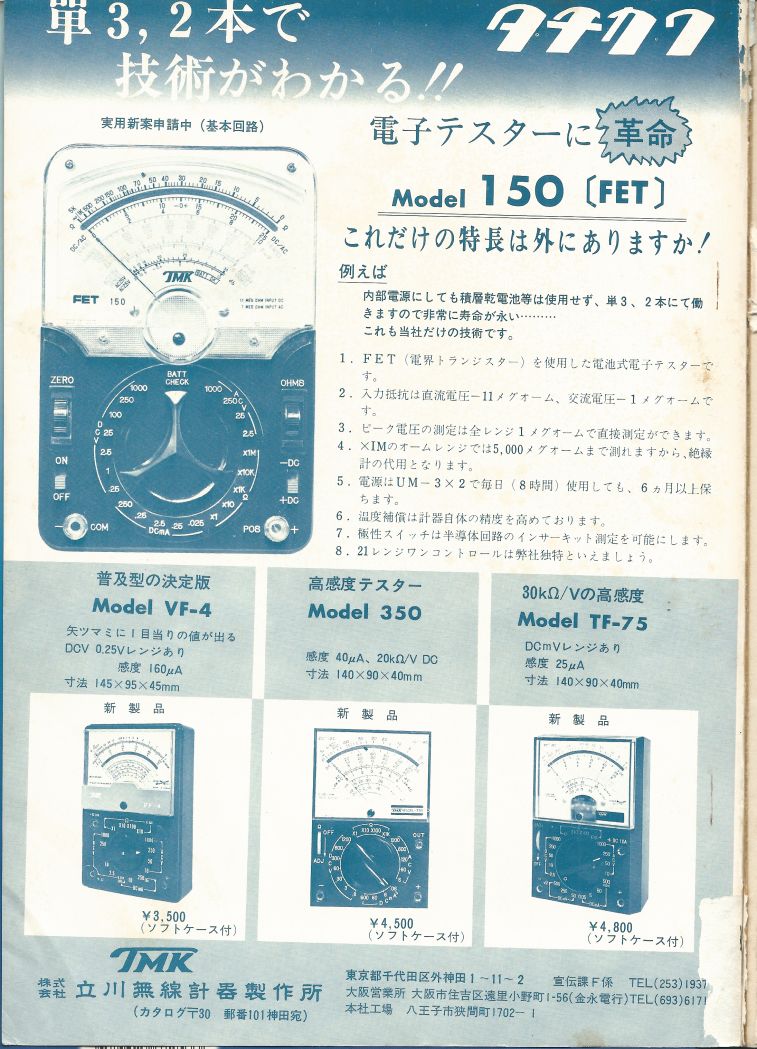 單3,2本で
技術がわかる!!
タチカワ
実用新案申請中（基本回路）
電子テスターに革命
Model 150〔FET〕
これだけの特長は外にありますか!
例えば
内部電源にしても積層乾電池等は使用せず、単3、2本にて働
きますので非常に寿命が永い………
これも当社だけの技術です。
1．FET（電界トランジスター）を使用した電池式電子テスターで
す。
2．入力抵抗は直流電圧－11メグオーム、交流電圧－1メグオームで
す。
3．ピーク電圧の測定は全レンジ1メグオームで直接測定ができます。
4．×1Mのオームレンジでは5,000メグオームまで測れますから、絶縁
計の代用となります。
5．電源はUM－3×2で毎日（8時間）使用しても、6ヵ月以上保
ちます。
6．温度補償は計器自体の精度を高めております。
7．極性スイッチは半導体回路のインサーキット測定を可能にします。
8．21レンジワンコントロールは弊社独特といえましょう。
TMK
FET 150
ZERO
BATT
CHECK
OHMS
ON
OFF
-DC
+DC
- COM
POS +
DCmA
普及型の決定版
Model VF-4
矢ツマミに1目当りの値が出る
DCV 0.25Vレンジあり
感度 160μA
寸法 145×95×45mm
新製品
¥3,500
（ソフトケース付）
高感度テスター
Model 350
感度 40μA、20kΩ/V DC
寸法 140×90×40mm
新製品
¥4,500
（ソフトケース付）
30kΩ/Vの高感度
Model TF-75
DCmVレンジあり
感度 25μA
寸法 140×90×40mm
新製品
¥4,800
（ソフトケース付）
TMK
株式会社 立川無線計器製作所
（カタログ〒30 郵番101神田宛）
東京都千代田区外神田1～11－2 宣伝課F係 TEL(253)1937
大阪営業所 大阪市住吉区遠里小野町1-56(金永電行)TEL(693)6171
本社工場 八王子市狭間町1702－1